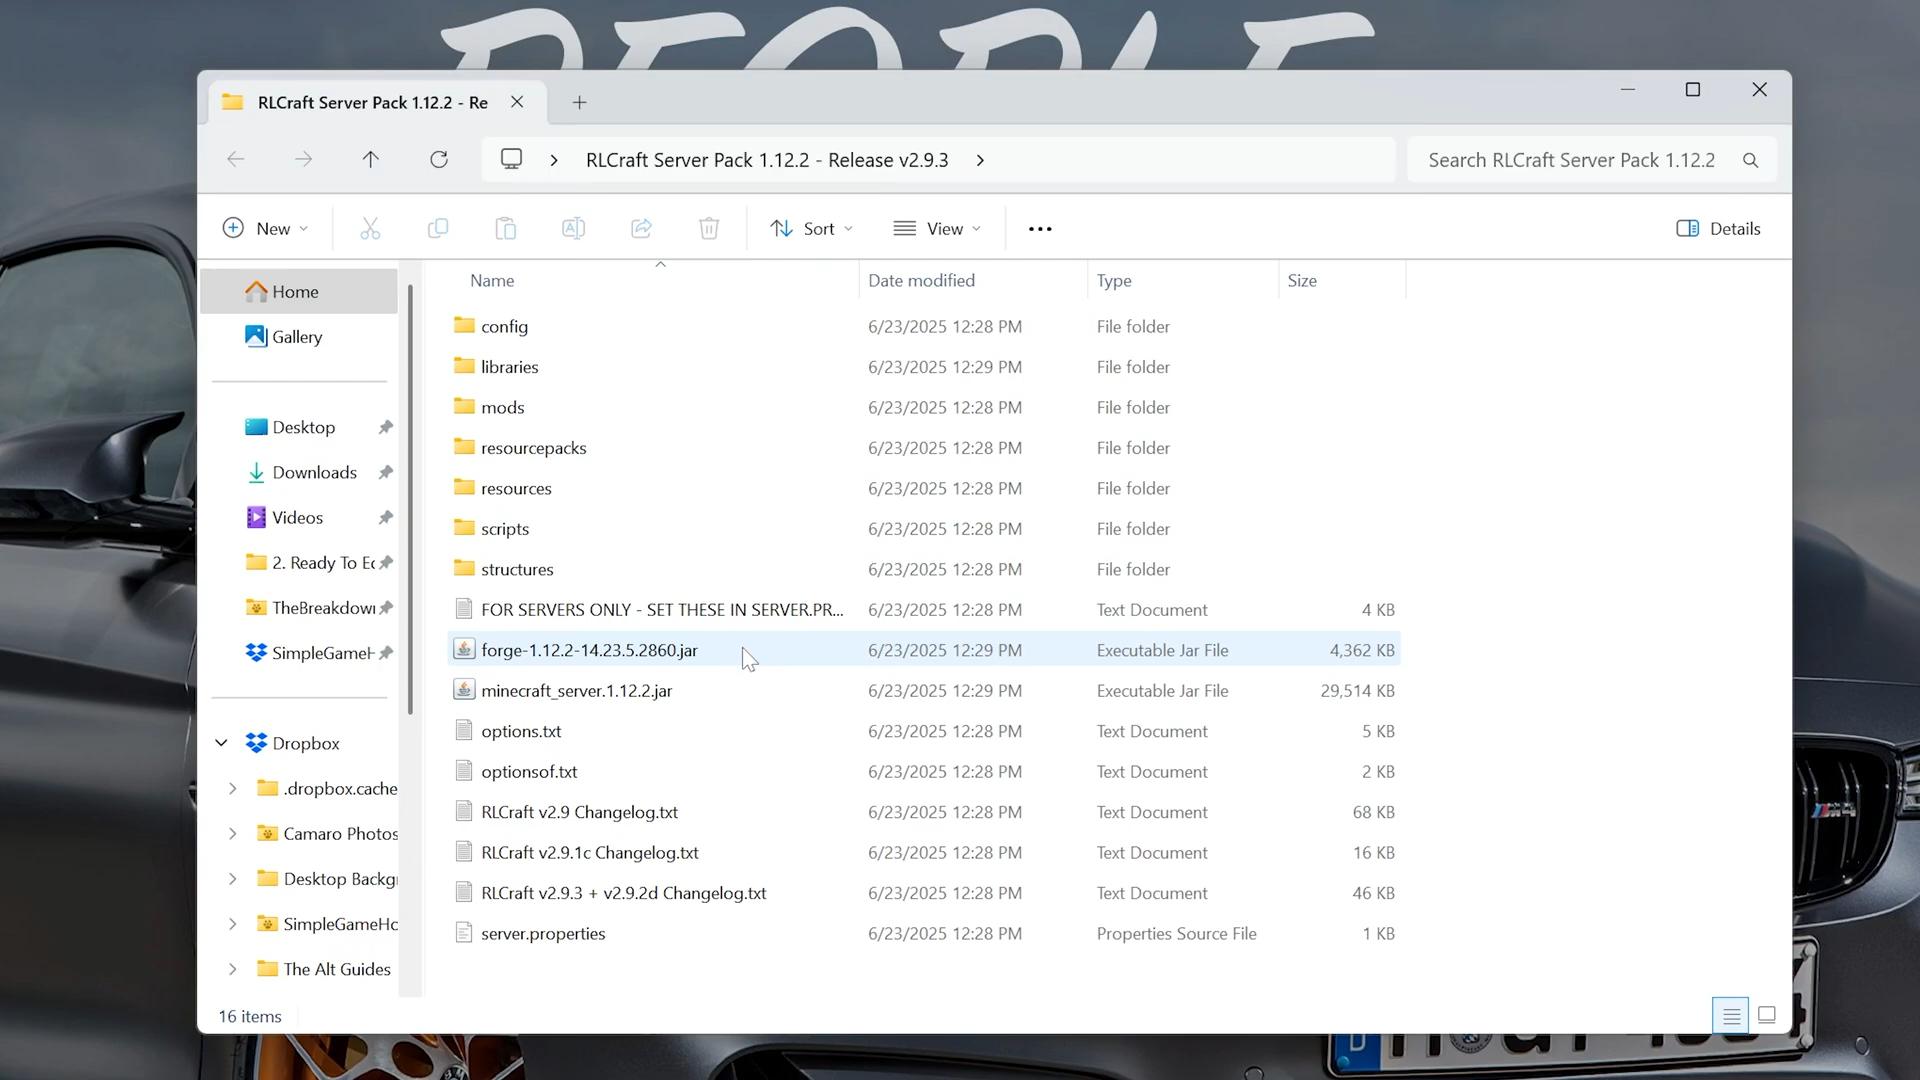 PEOPLE
RLCraft Server Pack 1.12.2 - Re
RLCraft Server Pack 1.12.2 - Release v2.9.3
Search RLCraft Server Pack 1.12.2
New
Sort
View
Details
Name
Date modified
Type
Size
Home
Gallery
Desktop
Downloads
Videos
2. Ready To Ec
TheBreakdow
SimpleGameH
Dropbox
.dropbox.cache
Camaro Photos
Desktop Backg
SimpleGameHo
The Alt Guides
config 6/23/2025 12:28 PM File folder
libraries 6/23/2025 12:29 PM File folder
mods 6/23/2025 12:28 PM File folder
resourcepacks 6/23/2025 12:28 PM File folder
resources 6/23/2025 12:28 PM File folder
scripts 6/23/2025 12:28 PM File folder
structures 6/23/2025 12:28 PM File folder
FOR SERVERS ONLY - SET THESE IN SERVER.PR... 6/23/2025 12:28 PM Text Document 4 KB
forge-1.12.2-14.23.5.2860.jar 6/23/2025 12:29 PM Executable Jar File 4,362 KB
minecraft_server.1.12.2.jar 6/23/2025 12:29 PM Executable Jar File 29,514 KB
options.txt 6/23/2025 12:28 PM Text Document 5 KB
optionsof.txt 6/23/2025 12:28 PM Text Document 2 KB
RLCraft v2.9 Changelog.txt 6/23/2025 12:28 PM Text Document 68 KB
RLCraft v2.9.1c Changelog.txt 6/23/2025 12:28 PM Text Document 16 KB
RLCraft v2.9.3 + v2.9.2d Changelog.txt 6/23/2025 12:28 PM Text Document 46 KB
server.properties 6/23/2025 12:28 PM Properties Source File 1 KB
16 items
M4
D